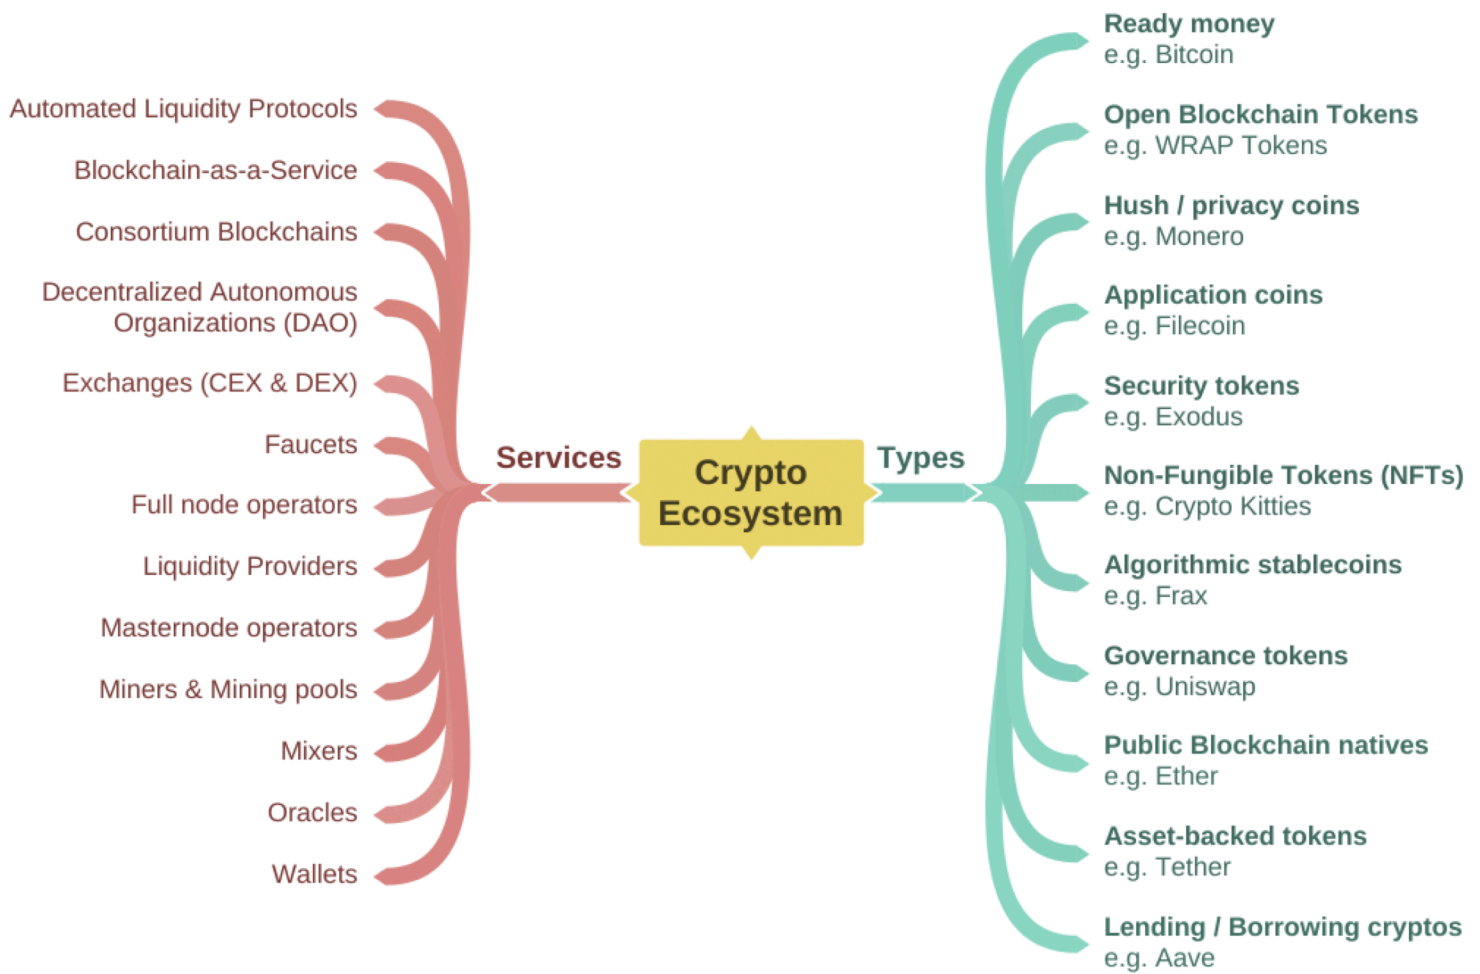 Automated Liquidity Protocols
Blockchain-as-a-Service
Consortium Blockchains
Decentralized Autonomous
Organizations (DAO)
Exchanges (CEX & DEX)
Faucets
Full node operators
Liquidity Providers
Masternode operators
Miners & Mining pools
Mixers
Oracles
Wallets
Services
Crypto
Ecosystem
Types
Ready money
e.g. Bitcoin
Open Blockchain Tokens
e.g. WRAP Tokens
Hush / privacy coins
e.g. Monero
Application coins
e.g. Filecoin
Security tokens
e.g. Exodus
Non-Fungible Tokens (NFTs)
e.g. Crypto Kitties
Algorithmic stablecoins
e.g. Frax
Governance tokens
e.g. Uniswap
Public Blockchain natives
e.g. Ether
Asset-backed tokens
e.g. Tether
Lending / Borrowing cryptos
e.g. Aave